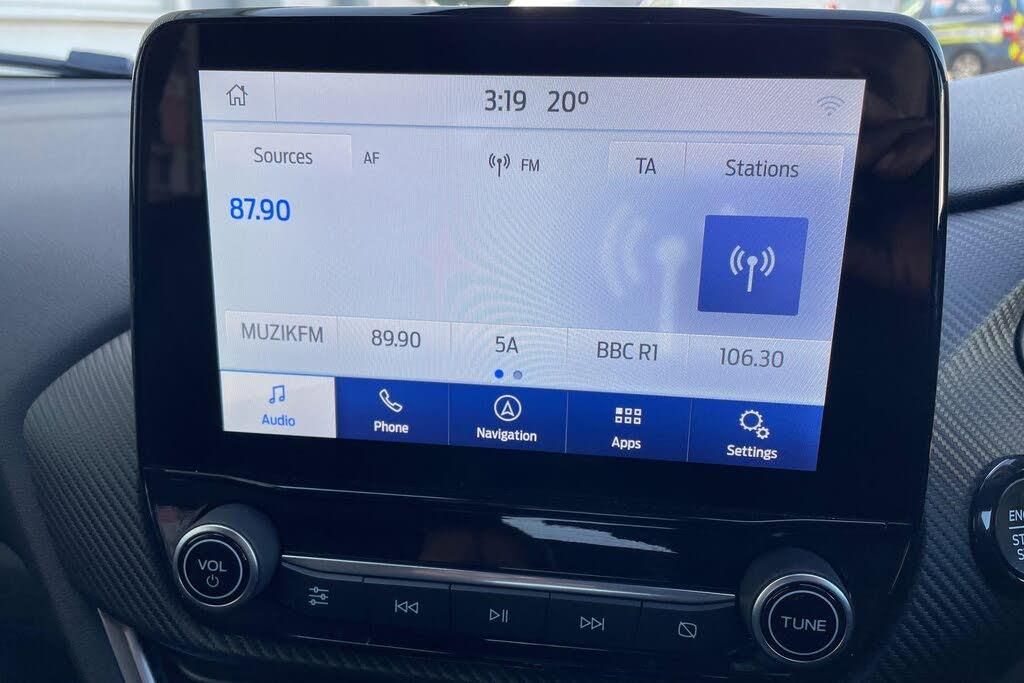 3:19 20º
Sources AF FM TA Stations
87.90
MUZIKFM 89.90 5A BBC R1 106.30
Audio Phone Navigation Apps Settings
VOL
TUNE